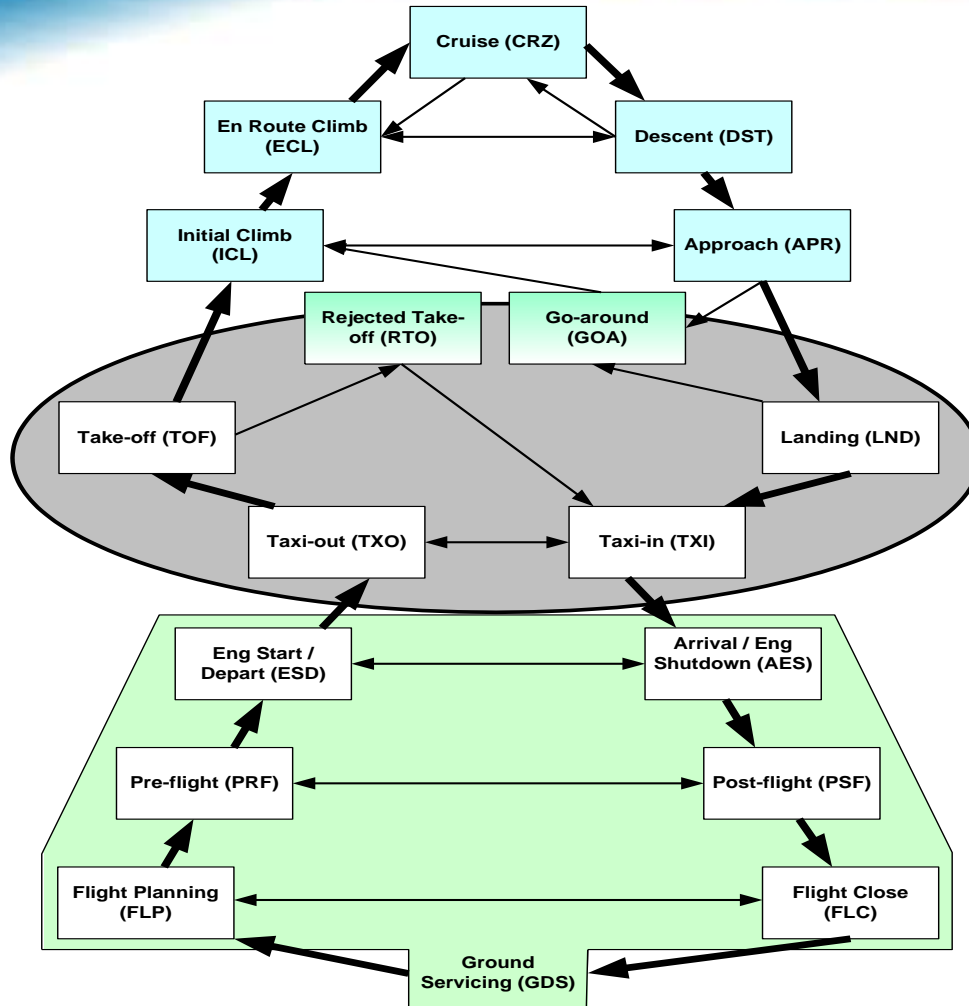 Cruise (CRZ)
En Route Climb
(ECL)
Descent (DST)
Initial Climb
(ICL)
Approach (APR)
Rejected Take-
off (RTO)
Go-around
(GOA)
Take-off (TOF)
Landing (LND)
Taxi-out (TXO)
Taxi-in (TXI)
Eng Start /
Depart (ESD)
Arrival / Eng
Shutdown (AES)
Pre-flight (PRF)
Post-flight (PSF)
Flight Planning
(FLP)
Flight Close
(FLC)
Ground
Servicing (GDS)